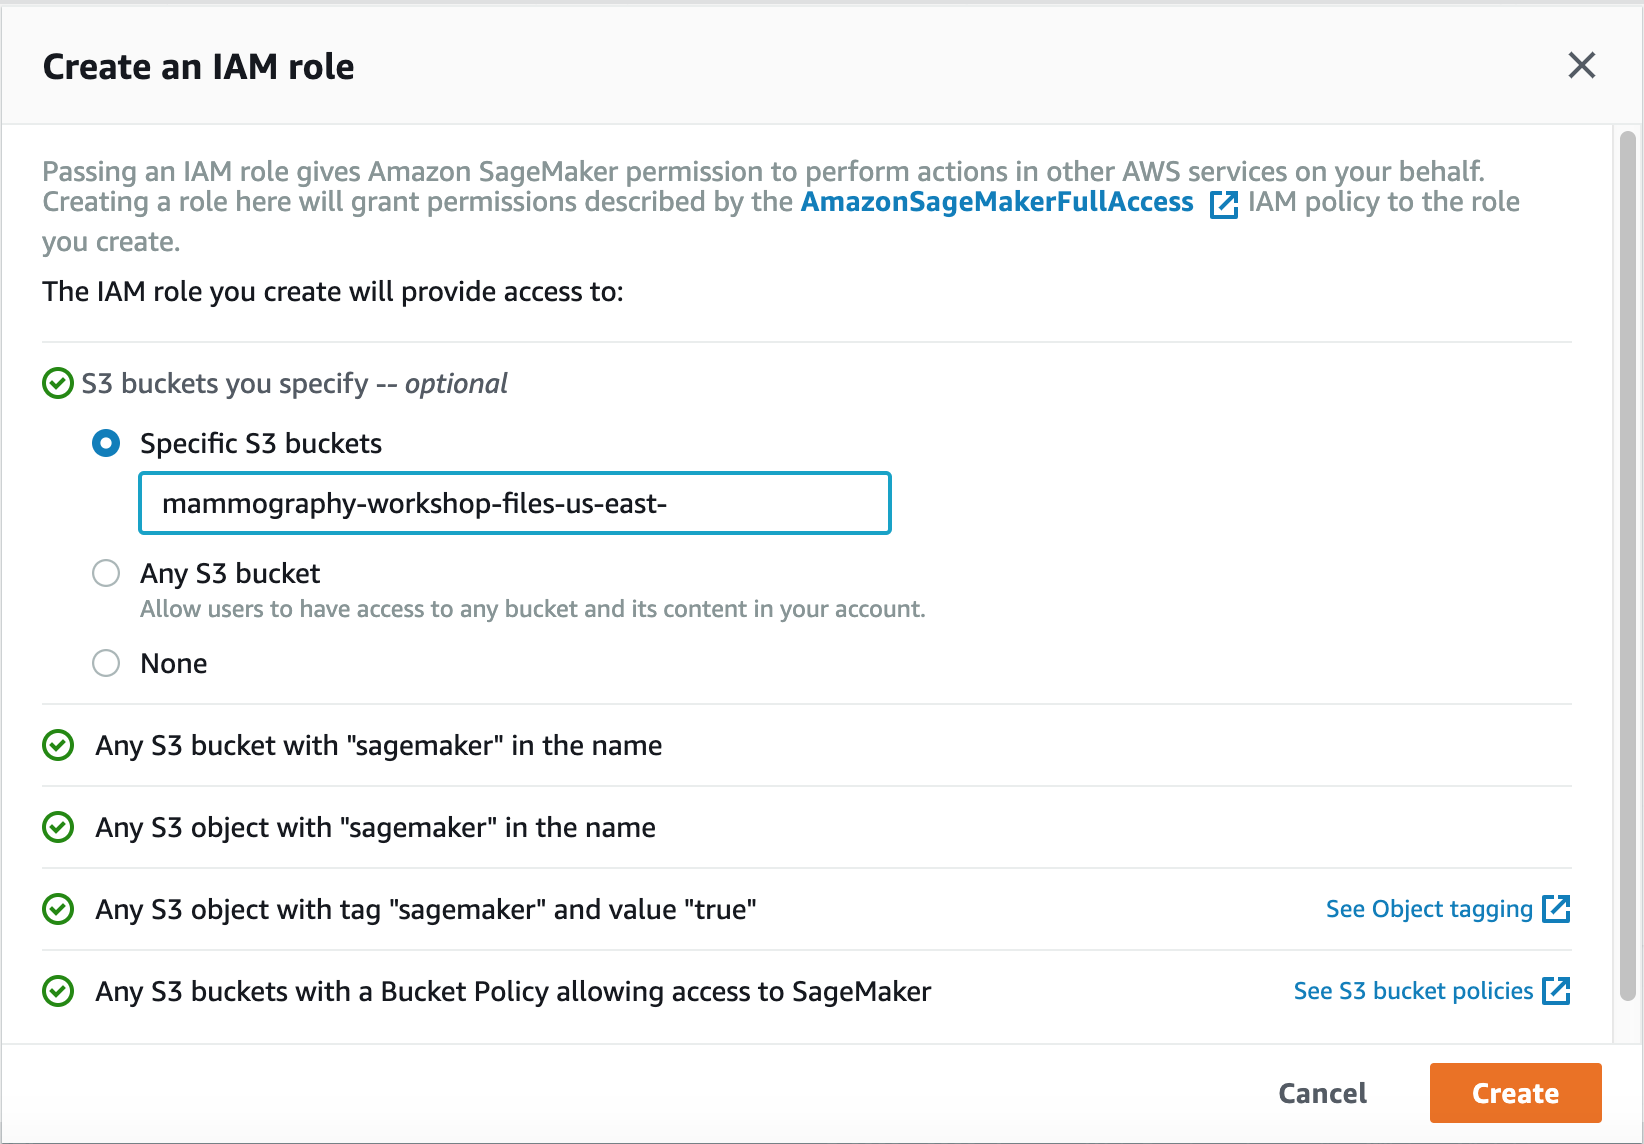 Create an IAM role
Passing an IAM role gives Amazon SageMaker permission to perform actions in other AWS services on your behalf.
Creating a role here will grant permissions described by the AmazonSageMakerFullAccess IAM policy to the role
you create.
The IAM role you create will provide access to:
S3 buckets you specify -- optional
Specific S3 buckets
mammography-workshop-files-us-east-
Any S3 bucket
Allow users to have access to any bucket and its content in your account.
None
Any S3 bucket with "sagemaker" in the name
Any S3 object with "sagemaker" in the name
Any S3 object with tag "sagemaker" and value "true" See Object tagging
Any S3 buckets with a Bucket Policy allowing access to SageMaker See S3 bucket policies
Cancel Create